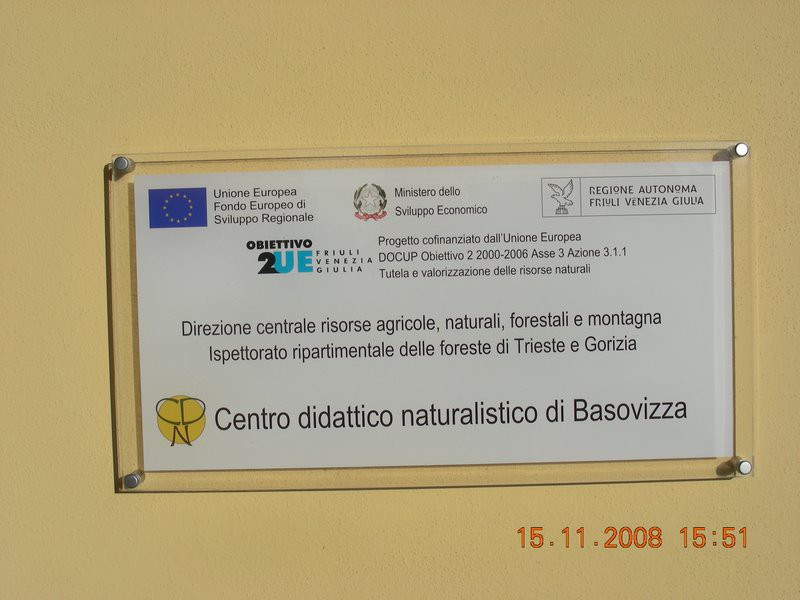 Unione Europea
Fondo Europeo di
Sviluppo Regionale
Ministero dello
Sviluppo Economico
REGIONE AUTONOMA
FRIULI VENEZIA GIULIA
OBIETTIVO
2UE
FRIULI
VENEZIA
GIULIA
Progetto cofinanziato dall'Unione Europea
DOCUP Obiettivo 2 2000-2006 Asse 3 Azione 3.1.1
Tutela e valorizzazione delle risorse naturali
Direzione centrale risorse agricole, naturali, forestali e montagna
Ispettorato ripartimentale delle foreste di Trieste e Gorizia
CDN
Centro didattico naturalistico di Basovizza
15.11.2008 15:51